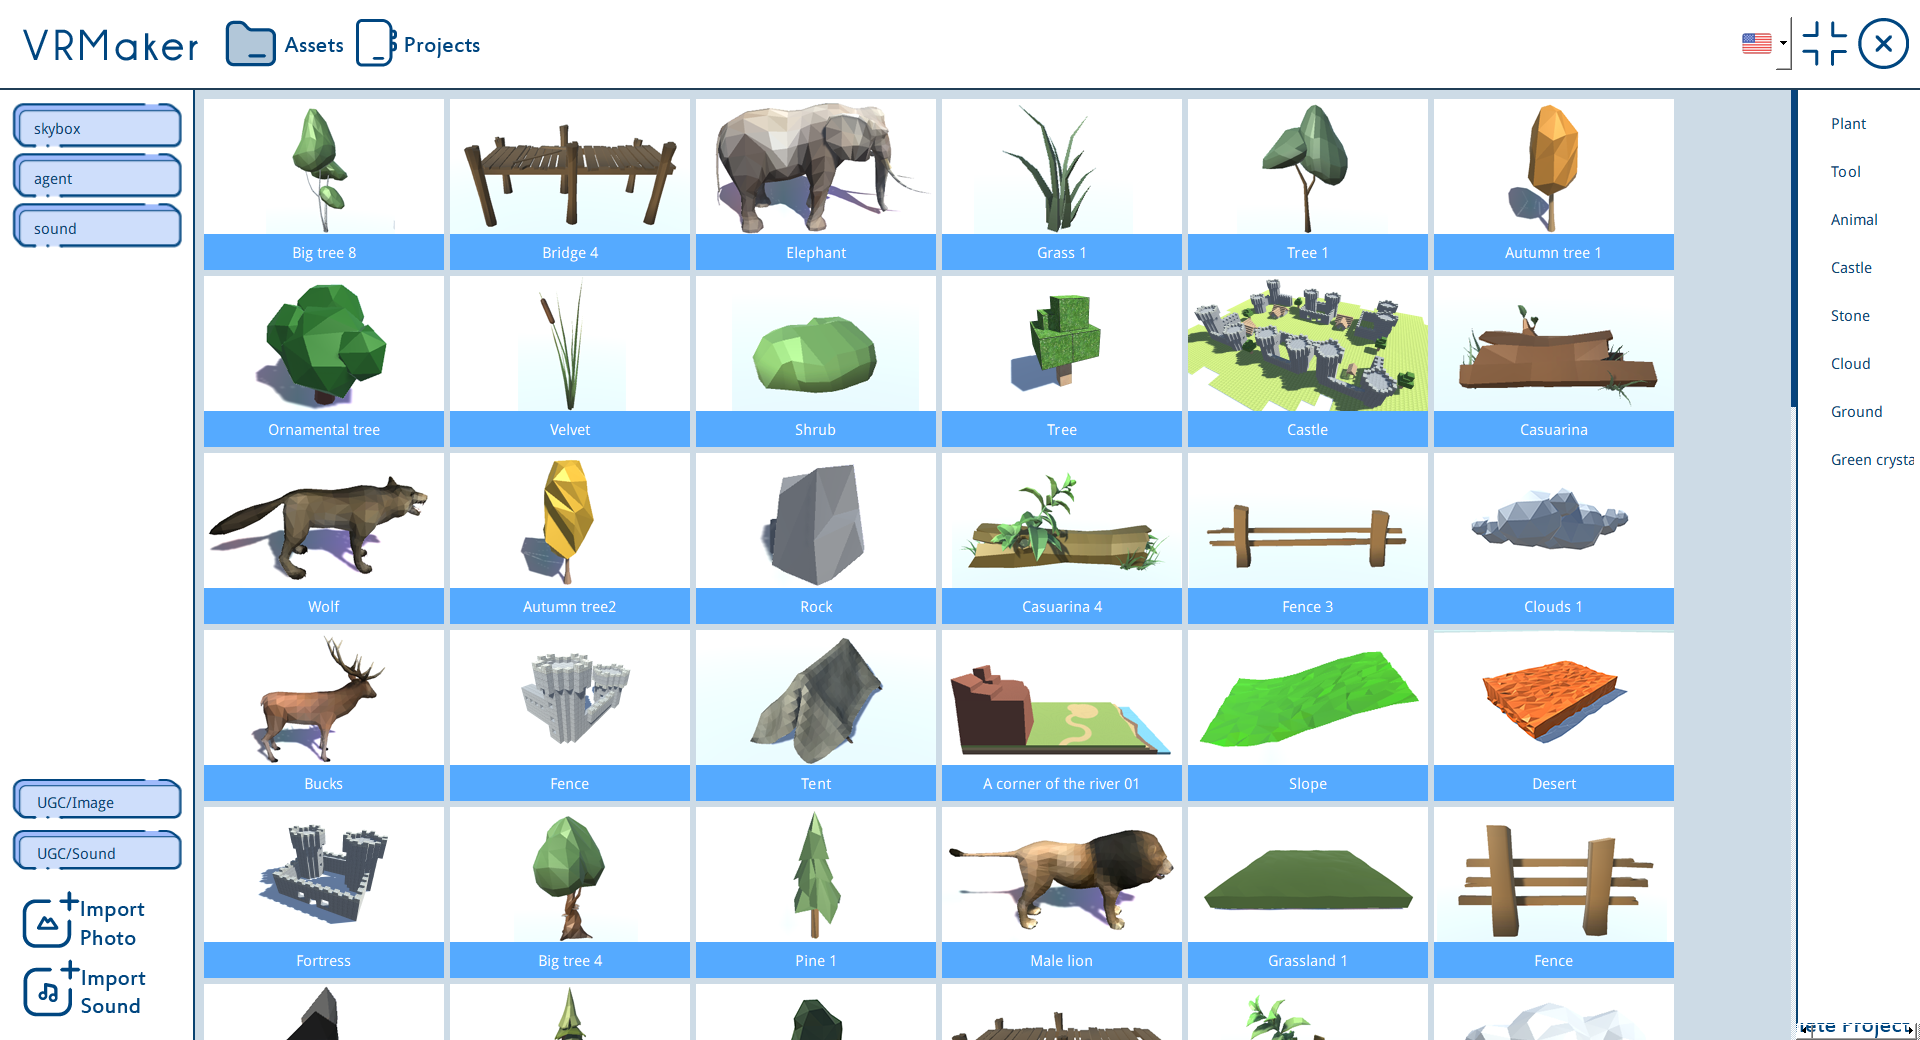 VRMaker
Assets
Projects
skybox
agent
sound
Big tree 8
Bridge 4
Elephant
Grass 1
Tree 1
Autumn tree 1
Ornamental tree
Velvet
Shrub
Tree
Castle
Casuarina
Wolf
Autumn tree2
Rock
Casuarina 4
Fence 3
Clouds 1
Bucks
Fence
Tent
A corner of the river 01
Slope
Desert
Fortress
Big tree 4
Pine 1
Male lion
Grassland 1
Fence
UGC/Image
UGC/Sound
Import
Photo
Import
Sound
Plant
Tool
Animal
Castle
Stone
Cloud
Ground
Green crysta